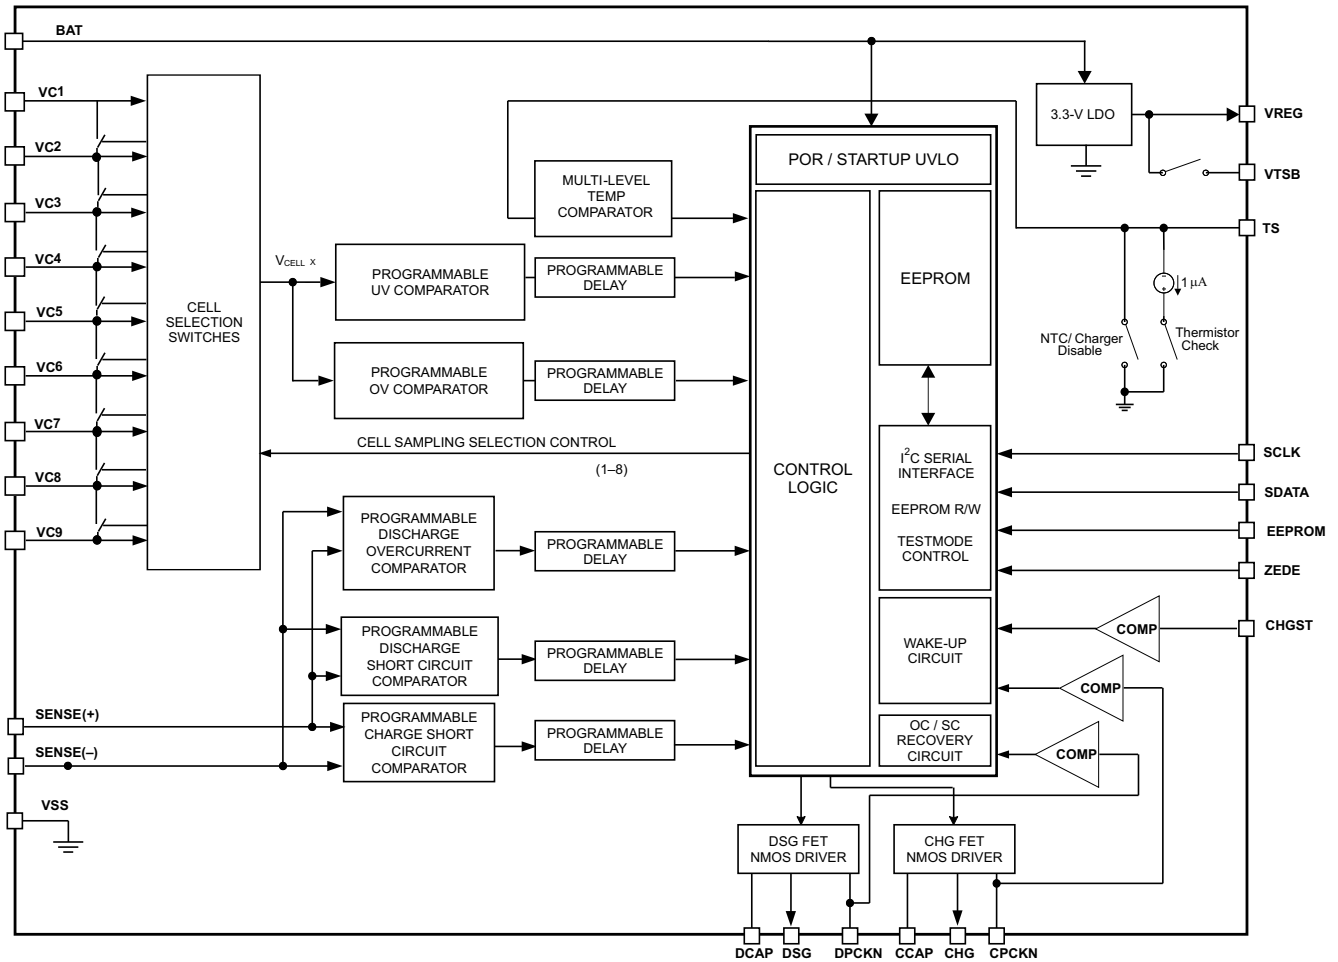 BAT
VC1
VC2
VC3
VC4
VC5
VC6
VC7
VC8
VC9
SENSE(+)
SENSE(–)
VSS
CELL
SELECTION
SWITCHES
VCELL X
PROGRAMMABLE
UV COMPARATOR
PROGRAMMABLE
OV COMPARATOR
MULTI-LEVEL
TEMP
COMPARATOR
PROGRAMMABLE
DELAY
PROGRAMMABLE
DELAY
CELL SAMPLING SELECTION CONTROL
(1–8)
PROGRAMMABLE
DISCHARGE
OVERCURRENT
COMPARATOR
PROGRAMMABLE
DELAY
PROGRAMMABLE
DISCHARGE
SHORT CIRCUIT
COMPARATOR
PROGRAMMABLE
DELAY
PROGRAMMABLE
CHARGE SHORT
CIRCUIT
COMPARATOR
PROGRAMMABLE
DELAY
POR / STARTUP UVLO
CONTROL
LOGIC
EEPROM
I2C SERIAL
INTERFACE
EEPROM R/W
TESTMODE
CONTROL
WAKE-UP
CIRCUIT
OC / SC
RECOVERY
CIRCUIT
3.3-V LDO
1 µA
NTC/ Charger
Disable
Thermistor
Check
COMP
COMP
COMP
VREG
VTSB
TS
SCLK
SDATA
EEPROM
ZEDE
CHGST
DSG FET
NMOS DRIVER
CHG FET
NMOS DRIVER
DCAP
DSG
DPCKN
CCAP
CHG
CPCKN